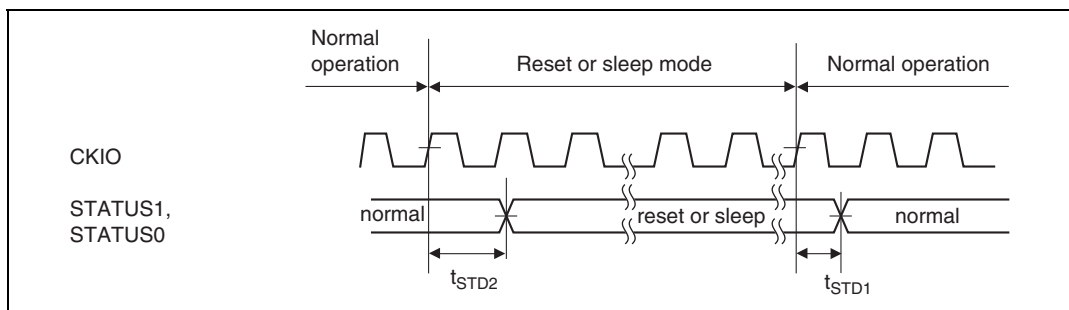 Normal
operation
Reset or sleep mode
Normal operation
CKIO
STATUS1,
STATUS0
normal
reset or sleep
normal
tSTD2
tSTD1